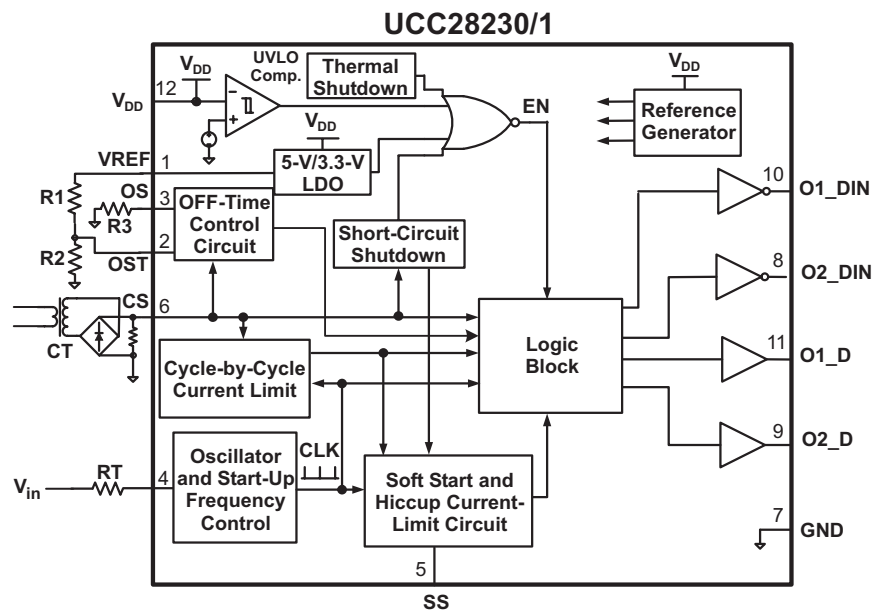 UCC28230/1
UVLO
Comp.
VDD
12
VDD
Thermal
Shutdown
EN
VDD
Reference
Generator
VDD
VREF
1
5-V/3.3-V
LDO
10
O1_DIN
R1
OS
3
R3
OFF-Time
Control
Circuit
2
R2
OST
Short-Circuit
Shutdown
8
O2_DIN
CS
6
CT
Logic
Block
11
O1_D
Cycle-by-Cycle
Current Limit
9
O2_D
CLK
Oscillator
and Start-Up
Frequency
Control
Vin
RT
4
Soft Start and
Hiccup Current-
Limit Circuit
7
GND
5
SS